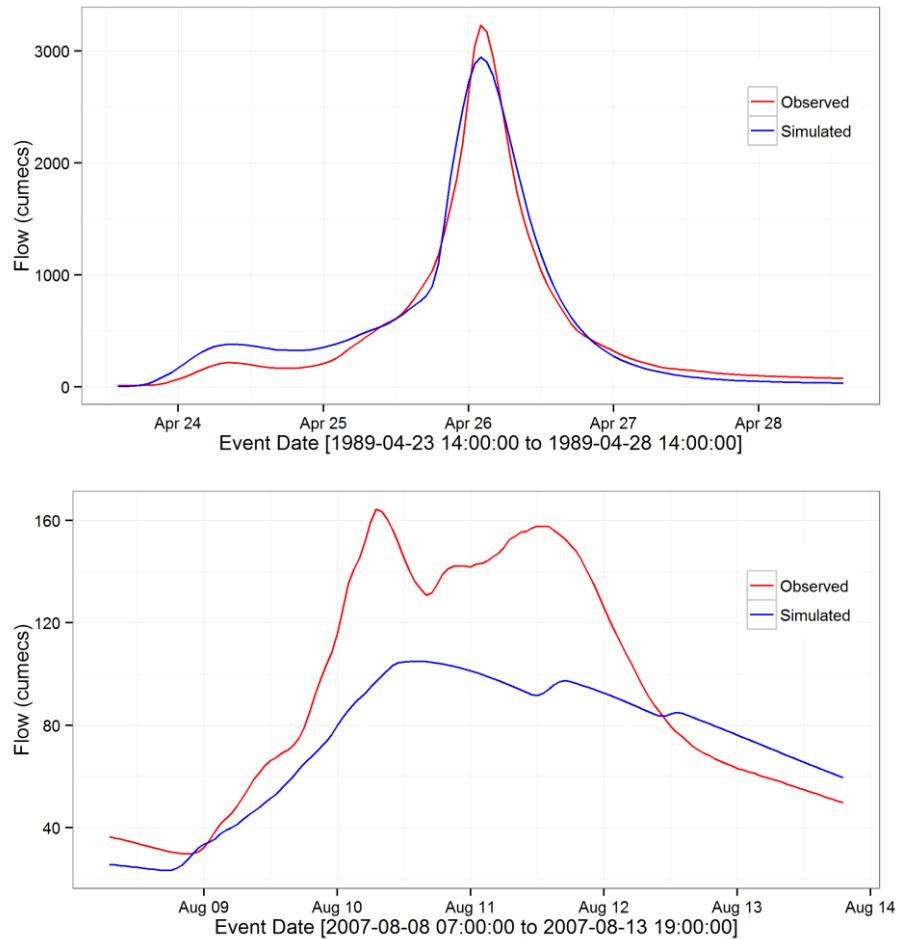 3000
2000
1000
0
Flow (cumecs)
Observed
Simulated
Apr 24 Apr 25 Apr 26 Apr 27 Apr 28
Event Date [1989-04-23 14:00:00 to 1989-04-28 14:00:00]
160
120
80
40
Flow (cumecs)
Observed
Simulated
Aug 09 Aug 10 Aug 11 Aug 12 Aug 13 Aug 14
Event Date [2007-08-08 07:00:00 to 2007-08-13 19:00:00]